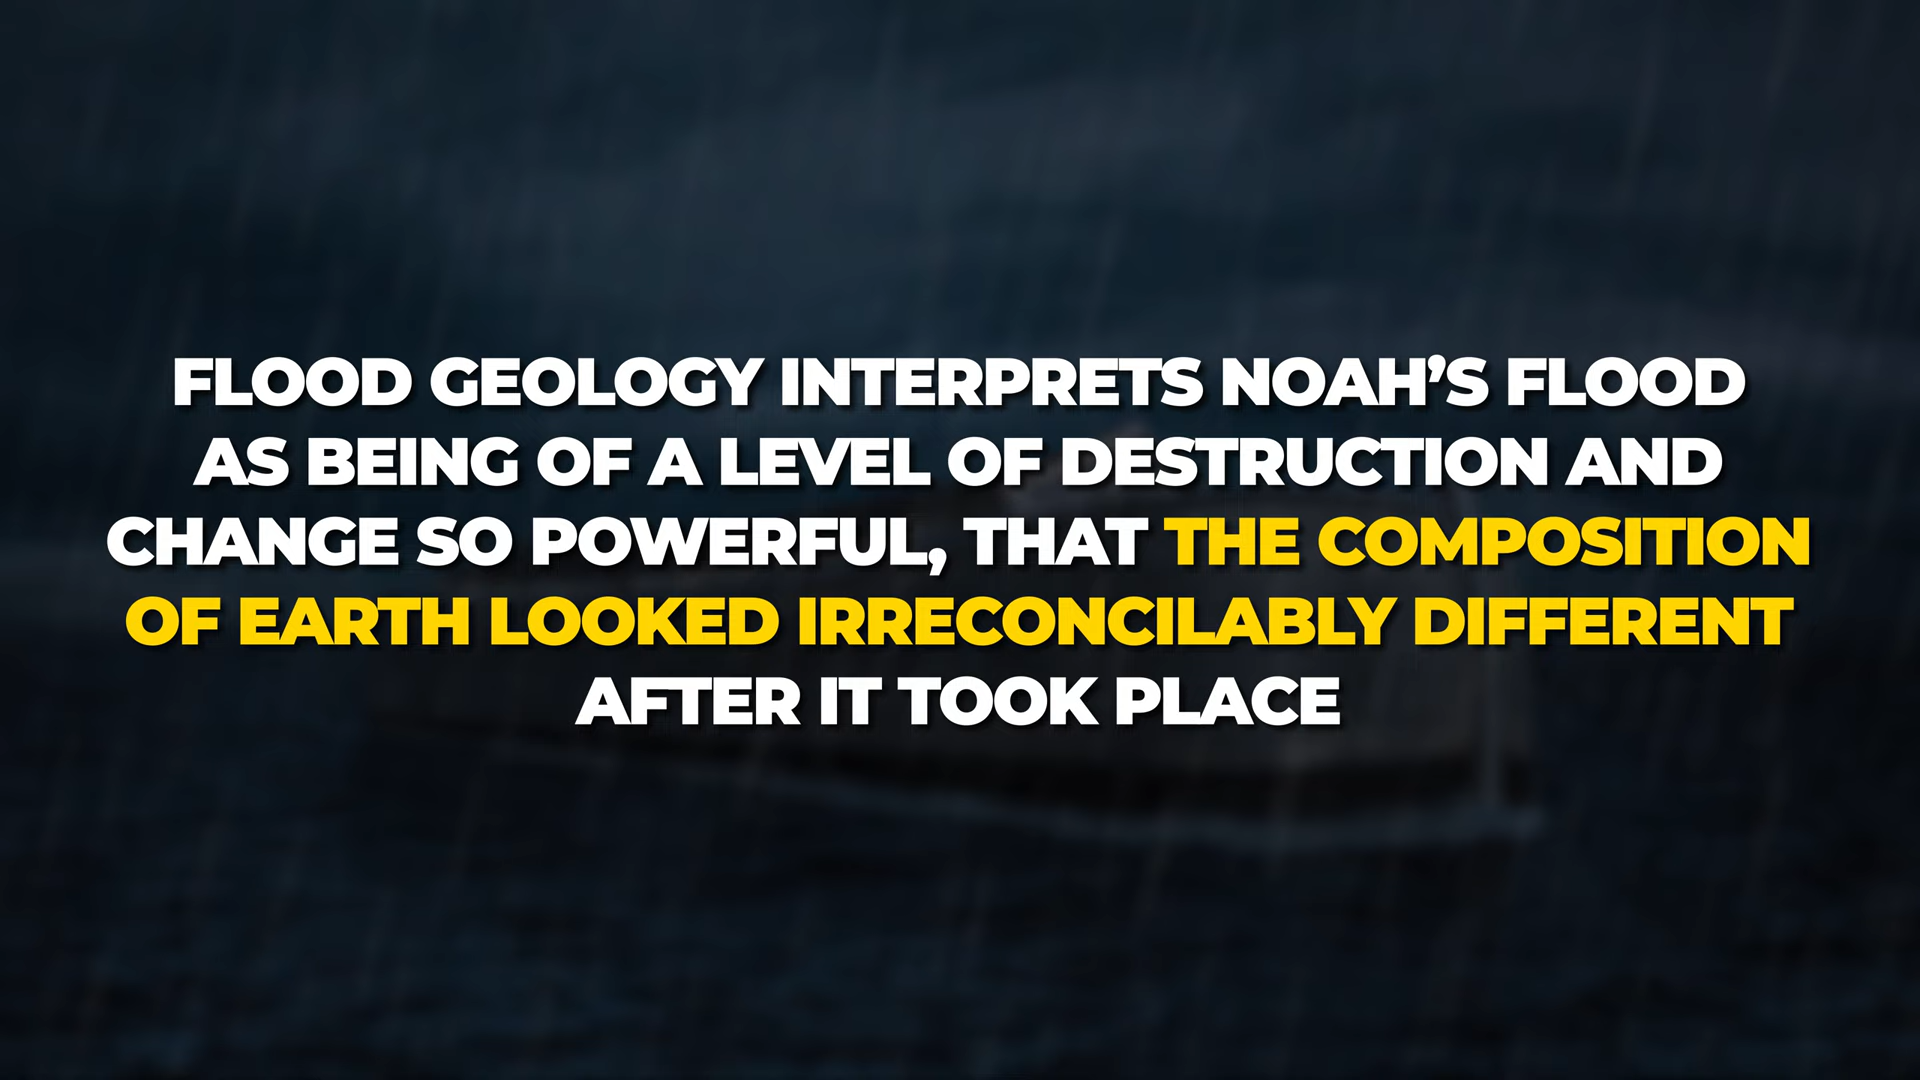 FLOOD GEOLOGY INTERPRETS NOAH’S FLOOD
AS BEING OF A LEVEL OF DESTRUCTION AND
CHANGE SO POWERFUL, THAT THE COMPOSITION
OF EARTH LOOKED IRRECONCILABLY DIFFERENT
AFTER IT TOOK PLACE